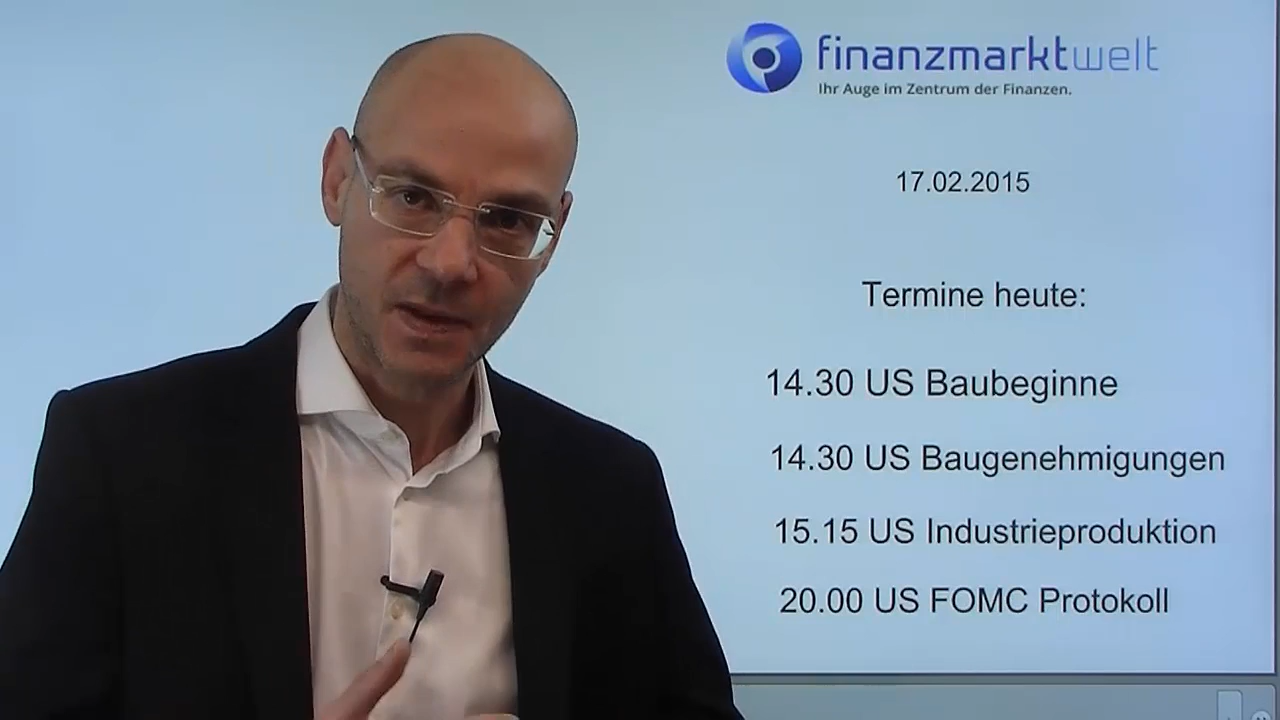 finanzmarktwelt
Ihr Auge im Zentrum der Finanzen.
17.02.2015
Termine heute:
14.30 US Baubeginne
14.30 US Baugenehmigungen
15.15 US Industrieproduktion
20.00 US FOMC Protokoll